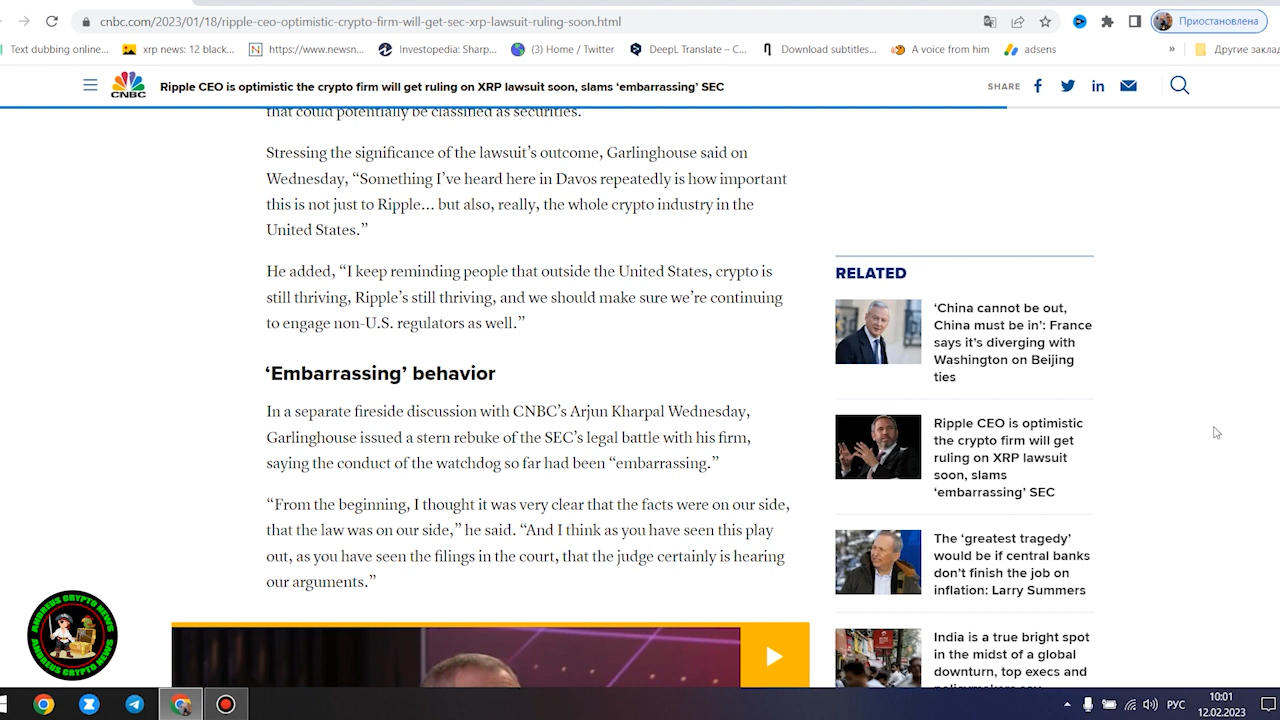 cnbc.com/2023/01/18/ripple-ceo-optimistic-crypto-firm-will-get-sec-xrp-lawsuit-ruling-soon.html
Приостановлена
Text dubbing online...
xrp news: 12 black...
https://www.newsn...
Investopedia: Sharp...
(3) Home / Twitter
DeepL Translate – C...
Download subtitles...
A voice from him
adsens
»
Другие закла
CNBC
Ripple CEO is optimistic the crypto firm will get ruling on XRP lawsuit soon, slams ‘embarrassing’ SEC
SHARE
that could potentially be classified as securities.
Stressing the significance of the lawsuit’s outcome, Garlinghouse said on
Wednesday, “Something I’ve heard here in Davos repeatedly is how important
this is not just to Ripple… but also, really, the whole crypto industry in the
United States.”
He added, “I keep reminding people that outside the United States, crypto is
still thriving, Ripple’s still thriving, and we should make sure we’re continuing
to engage non-U.S. regulators as well.”
‘Embarrassing’ behavior
In a separate fireside discussion with CNBC’s Arjun Kharpal Wednesday,
Garlinghouse issued a stern rebuke of the SEC’s legal battle with his firm,
saying the conduct of the watchdog so far had been “embarrassing.”
“From the beginning, I thought it was very clear that the facts were on our side,
that the law was on our side,” he said. “And I think as you have seen this play
out, as you have seen the filings in the court, that the judge certainly is hearing
our arguments.”
RELATED
‘China cannot be out,
China must be in’: France
says it’s diverging with
Washington on Beijing
ties
Ripple CEO is optimistic
the crypto firm will get
ruling on XRP lawsuit
soon, slams
‘embarrassing’ SEC
The ‘greatest tragedy’
would be if central banks
don’t finish the job on
inflation: Larry Summers
India is a true bright spot
in the midst of a global
downturn, top execs and
policymakers say
ANDREUS CRYPTO NEWS
ANDREUS CRYPTO NEWS
РУС
10:01
12.02.2023